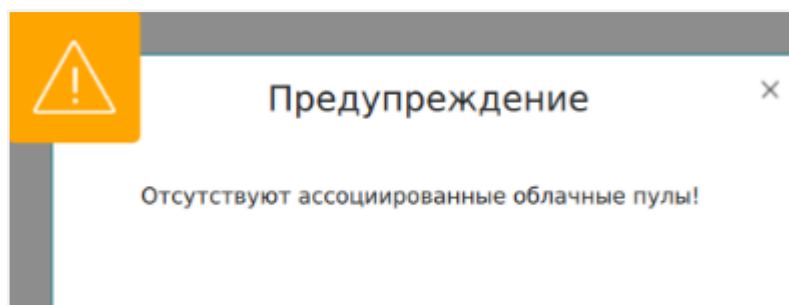 Предупреждение
Отсутствуют ассоциированные облачные пулы!